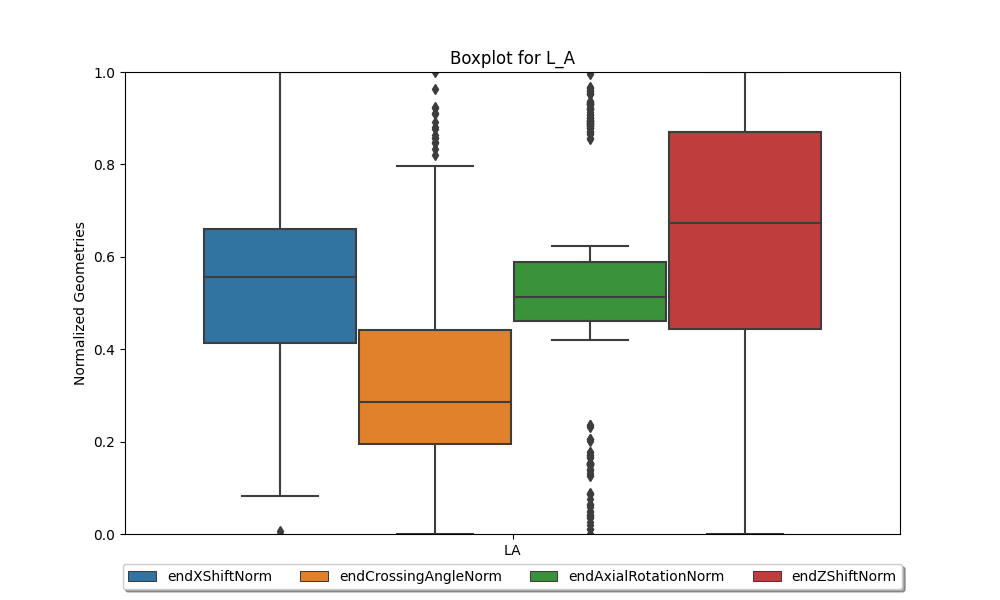 Boxplot for L_A
1.0
0.8
0.6
0.4
0.2
0.0
Normalized Geometries
LA
endXShiftNorm endCrossingAngleNorm endAxialRotationNorm endZShiftNorm